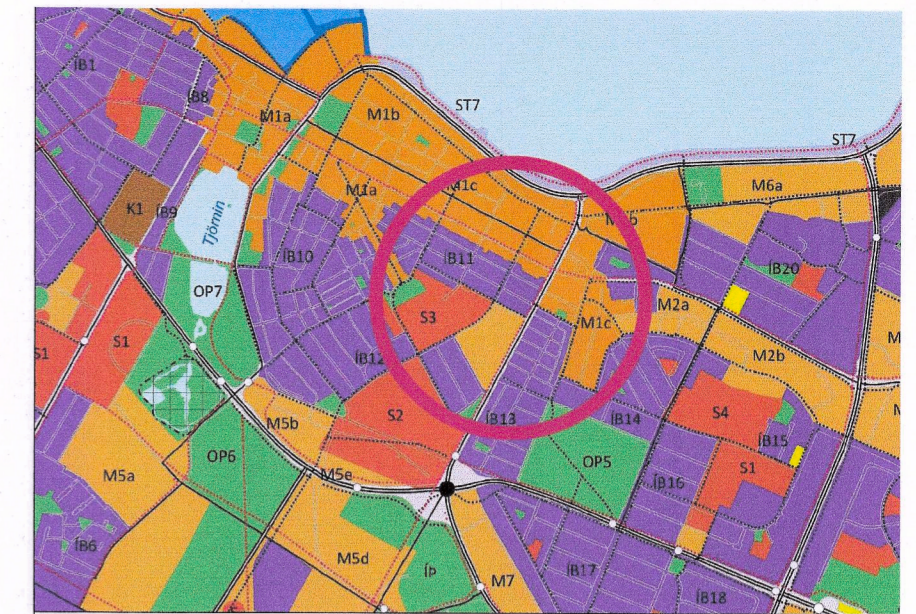 ÍB1
ÍB8
M1a
M1b
ST7
ST7
M1a
M1c
M6a
K1
ÍB9
Tjörnin
ÍB10
ÍB11
ÍB20
OP7
S3
M1c
M2a
S1
S1
ÍB12
M2b
M5b
S2
ÍB13
ÍB14
S4
ÍB15
OP6
M5e
OP5
S1
M5a
ÍB16
ÍB6
M5d
ÍÞ
M7
ÍB17
ÍB18